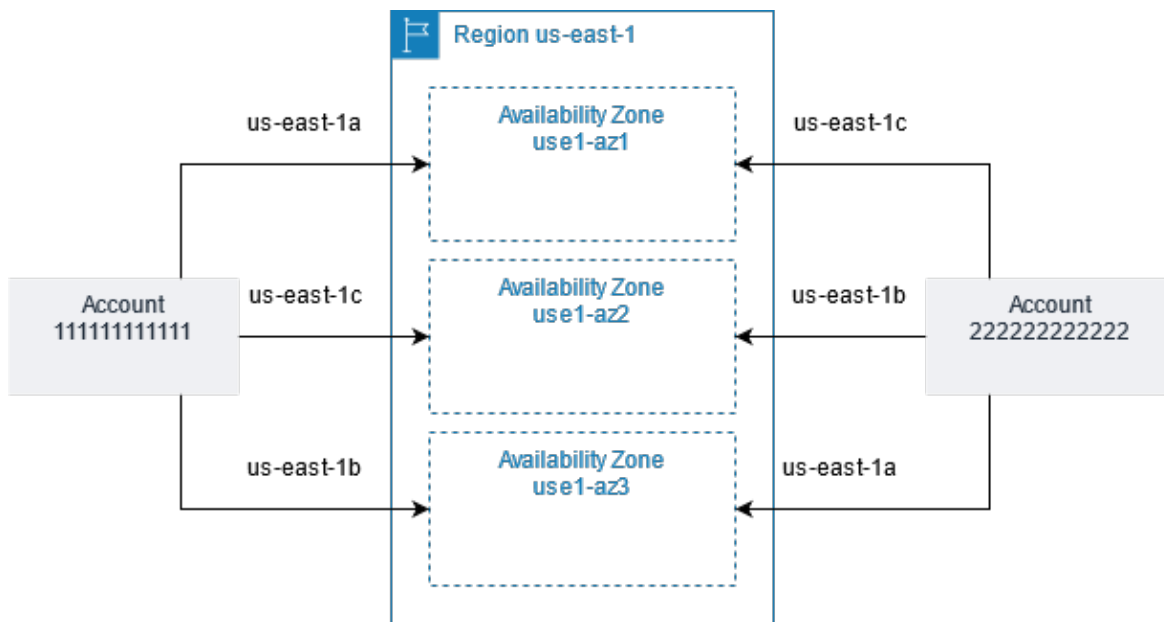 Region us-east-1
us-east-1a
Availability Zone
use1-az1
us-east-1c
Account
111111111111
us-east-1c
Availability Zone
use1-az2
us-east-1b
Account
222222222222
us-east-1b
Availability Zone
use1-az3
us-east-1a